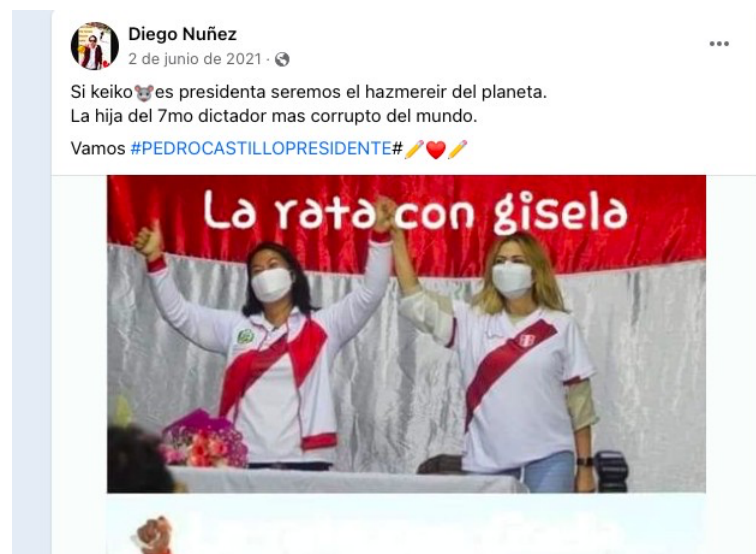 Diego Nuñez
2 de junio de 2021 ·
Si keiko🐭es presidenta seremos el hazmereir del planeta.
La hija del 7mo dictador mas corrupto del mundo.
Vamos #PEDROCASTILLOPRESIDENTE#✏️❤️✏️
La rata con gisela